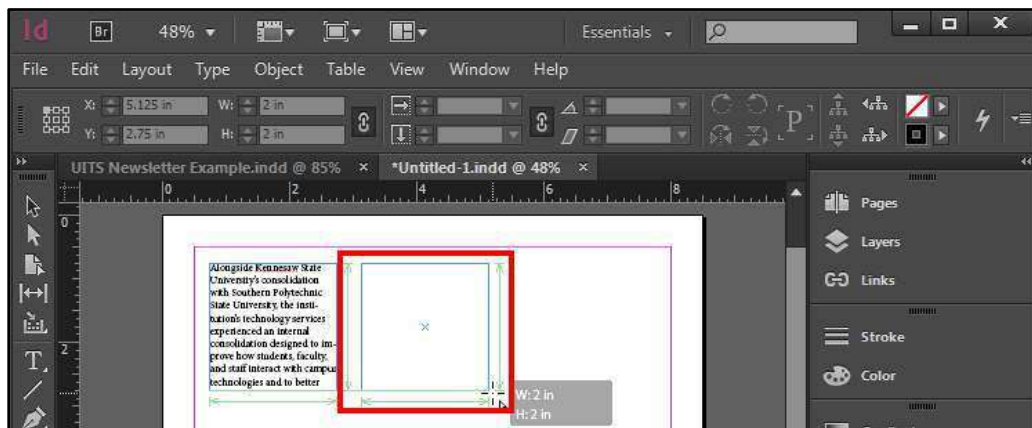 Id Br 48% Essentials
File Edit Layout Type Object Table View Window Help
X: 5.125 in W: 2 in
Y: 2.75 in H: 2 in
P
UITS Newsletter Example.indd @ 85% × *Untitled-1.indd @ 48% ×
0 2 4 6 8
0
2
Alongside Kennesaw State
University's consolidation
with Southern Polytechnic
State University, the insti-
tution's technology services
experienced an internal
consolidation designed to im-
prove how students, faculty,
and staff interact with campus
technologies and to better
W: 2 in
H: 2 in
T
Pages
Layers
Links
Stroke
Color